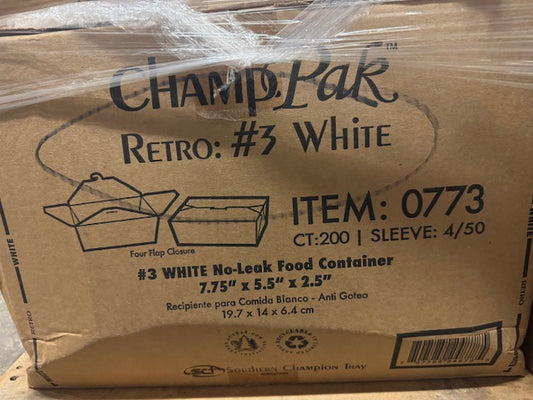 CHAMPPAK™
RETRO: #3 WHITE
ITEM: 0773
CT:200 | SLEEVE: 4/50
Four Flap Closure
#3 WHITE No-Leak Food Container
7.75" x 5.5" x 2.5"
Recipiente para Comida Blanco - Anti Goteo
19.7 x 14 x 6.4 cm
SOUTHERN CHAMPION TRAY
WHITE
RETRO
WHITE
RETRO